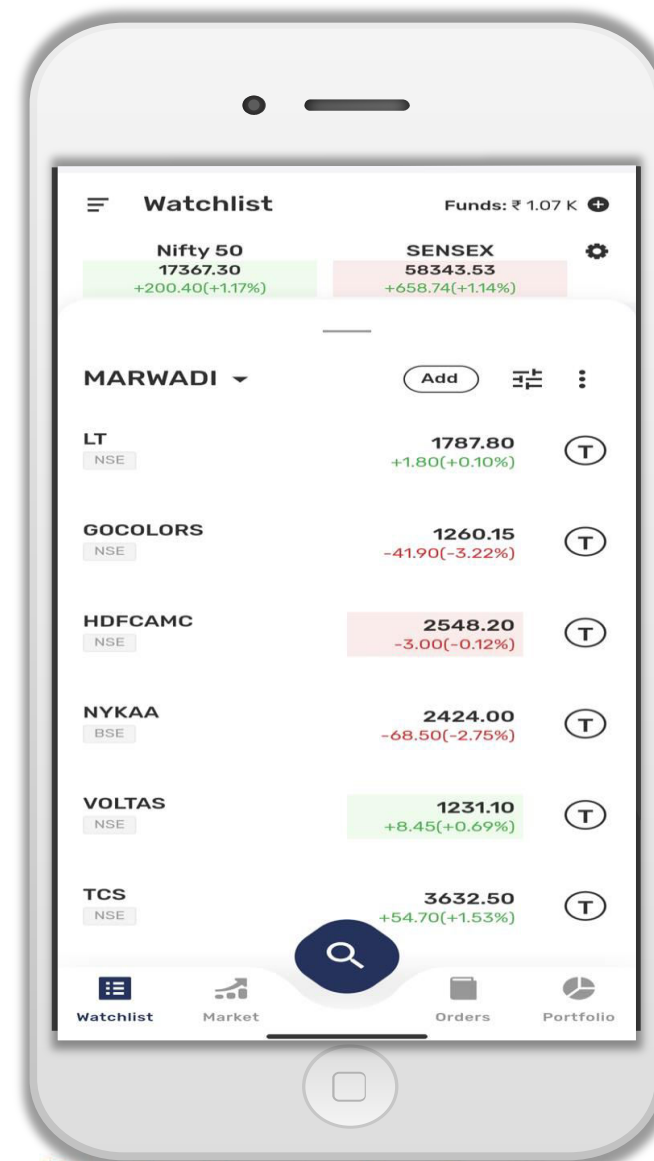 Watchlist Funds: ₹ 1.07 K
Nifty 50 SENSEX
17367.30 58343.53
+200.40(+1.17%) +658.74(+1.14%)
MARWADI Add
LT 1787.80 T
NSE +1.80(+0.10%)
GOCOLORS 1260.15 T
NSE -41.90(-3.22%)
HDFCAMC 2548.20 T
NSE -3.00(-0.12%)
NYKAA 2424.00 T
BSE -68.50(-2.75%)
VOLTAS 1231.10 T
NSE +8.45(+0.69%)
TCS 3632.50 T
NSE +54.70(+1.53%)
Watchlist Market Orders Portfolio